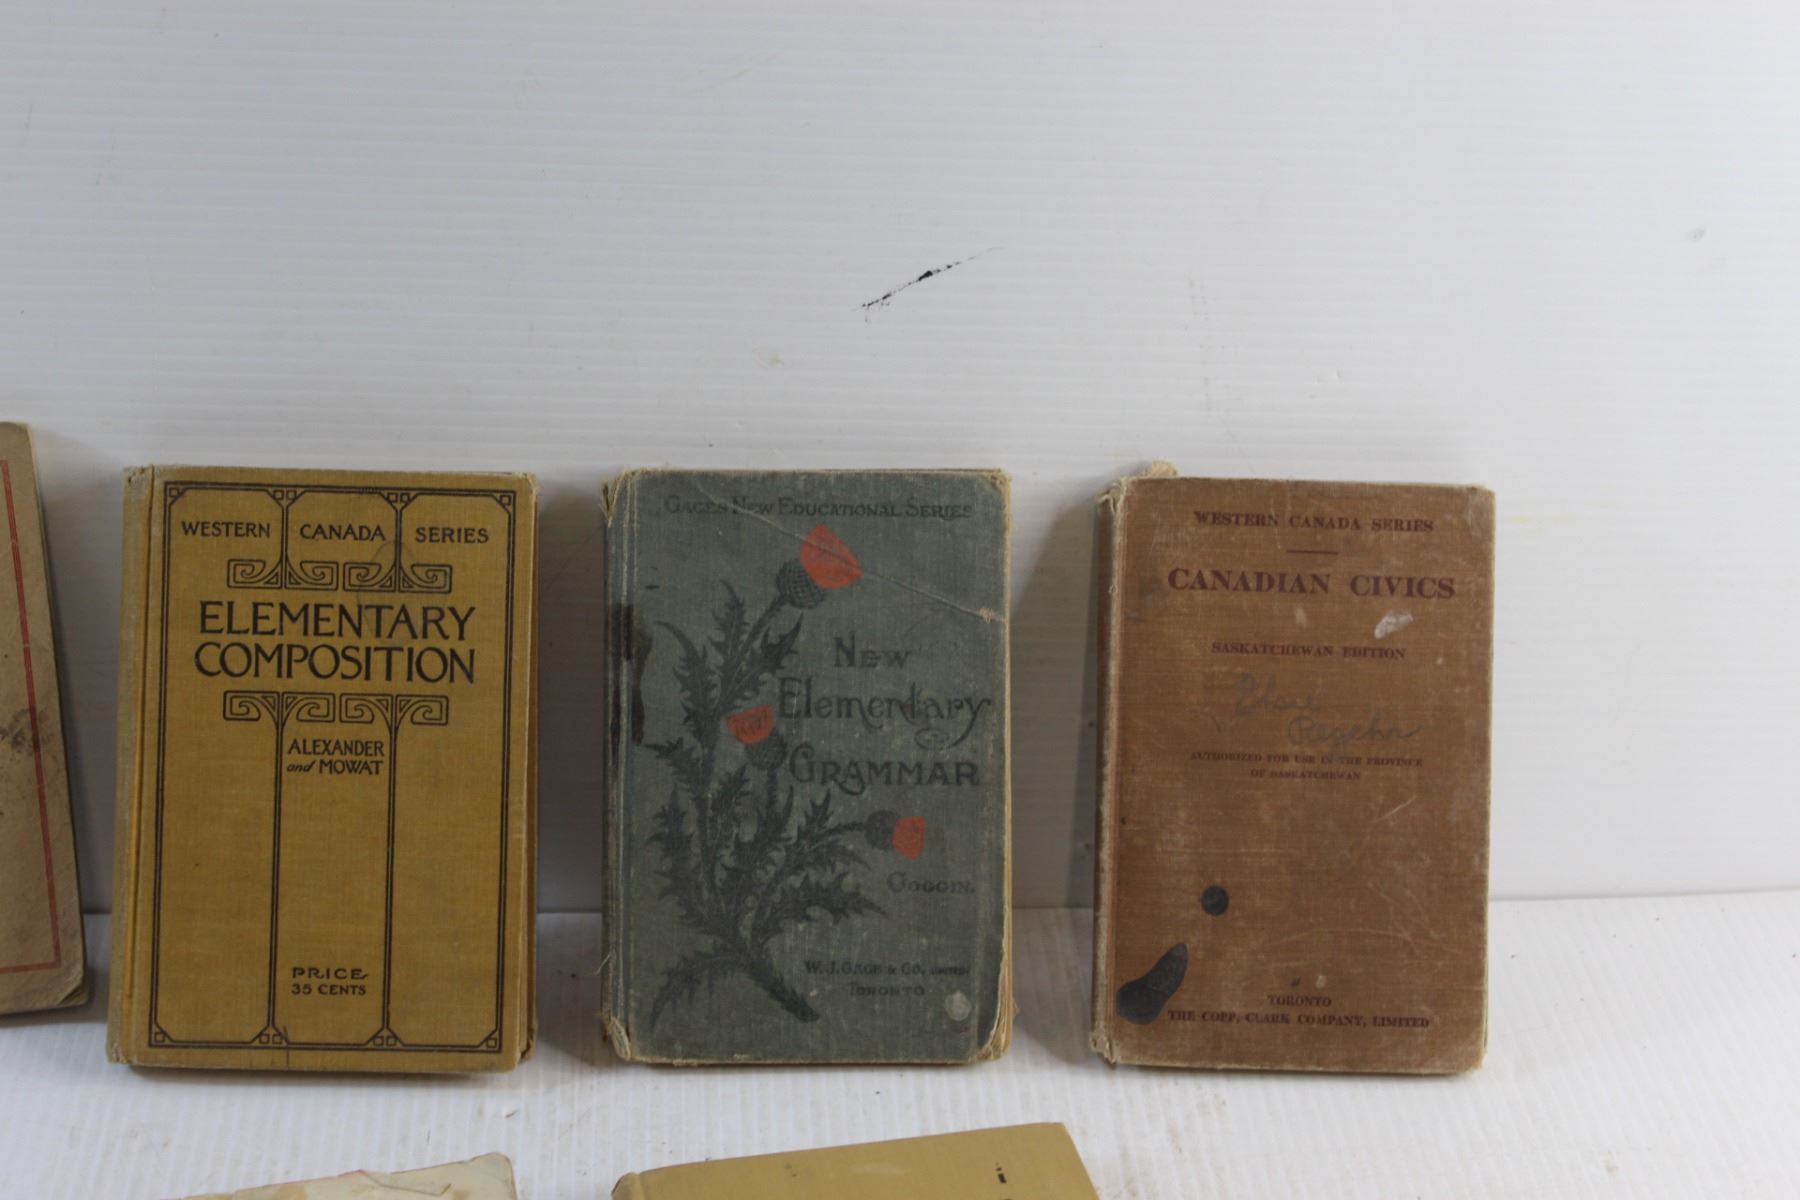 WESTERN CANADA SERIES
ELEMENTARY
COMPOSITION
ALEXANDER
and MOWAT
PRICE
35 CENTS
GAGES NEW EDUCATIONAL SERIES
New
Elementary
GRAMMAR
GOGGIN.
W. J. GAGE & CO. LIMITED
TORONTO
WESTERN CANADA SERIES
CANADIAN CIVICS
SASKATCHEWAN EDITION
Elsie
AUTHORIZED FOR USE IN THE PROVINCE
OF SASKATCHEWAN
TORONTO
THE COPP, CLARK COMPANY, LIMITED